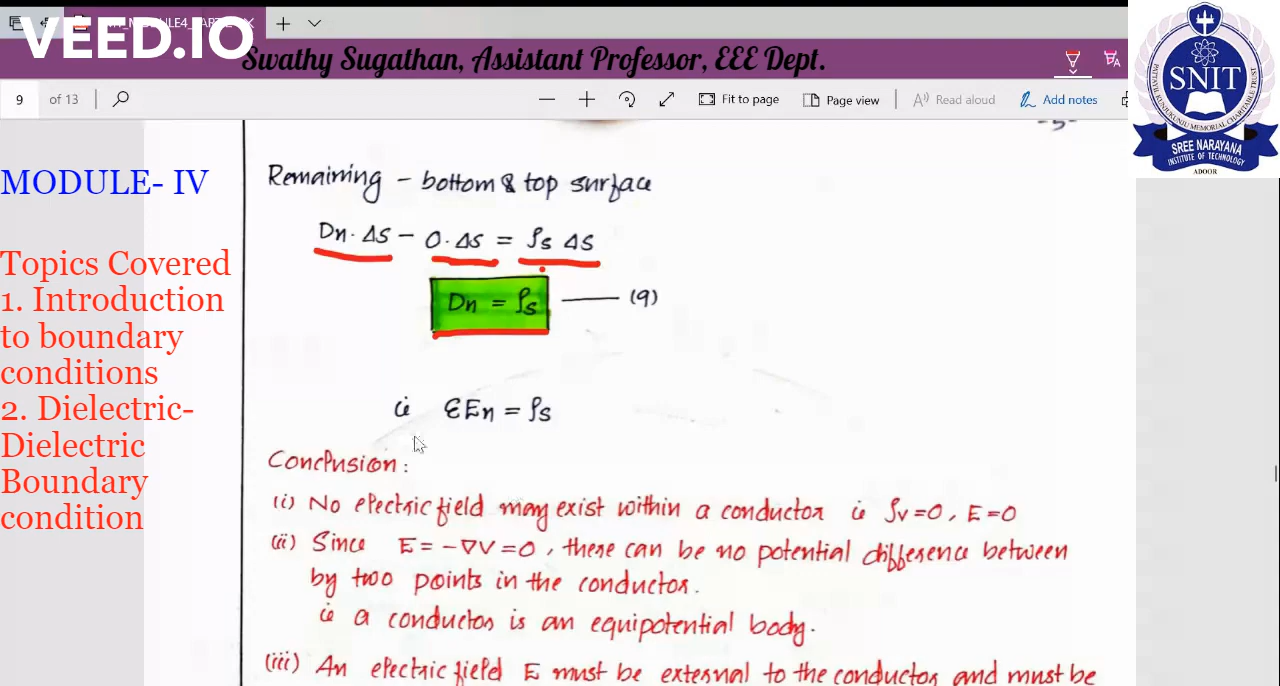 VEED.IO
Swathy Sugathan, Assistant Professor, EEE Dept.
9 of 13
Fit to page
Page view
Read aloud
Add notes
PATAYIL KUNJUKUNJU MEMORIAL CHARITABLE TRUST
SNIT
SREE NARAYANA
INSTITUTE OF TECHNOLOGY
ADOOR
MODULE- IV
Topics Covered
1. Introduction
to boundary
conditions
2. Dielectric-
Dielectric
Boundary
condition
Remaining - bottom & top surface
Dn. ΔS - 0. ΔS = ρs ΔS
Dn = ρs —— (9)
ie εEn = ρs
Conclusion:
(i) No electric field may exist within a conductor ie ρv=0, E=0
(ii) Since E = -∇V = 0, there can be no potential difference between
by two points in the conductor.
ie a conductor is an equipotential body.
(iii) An electric field E must be external to the conductor and must be